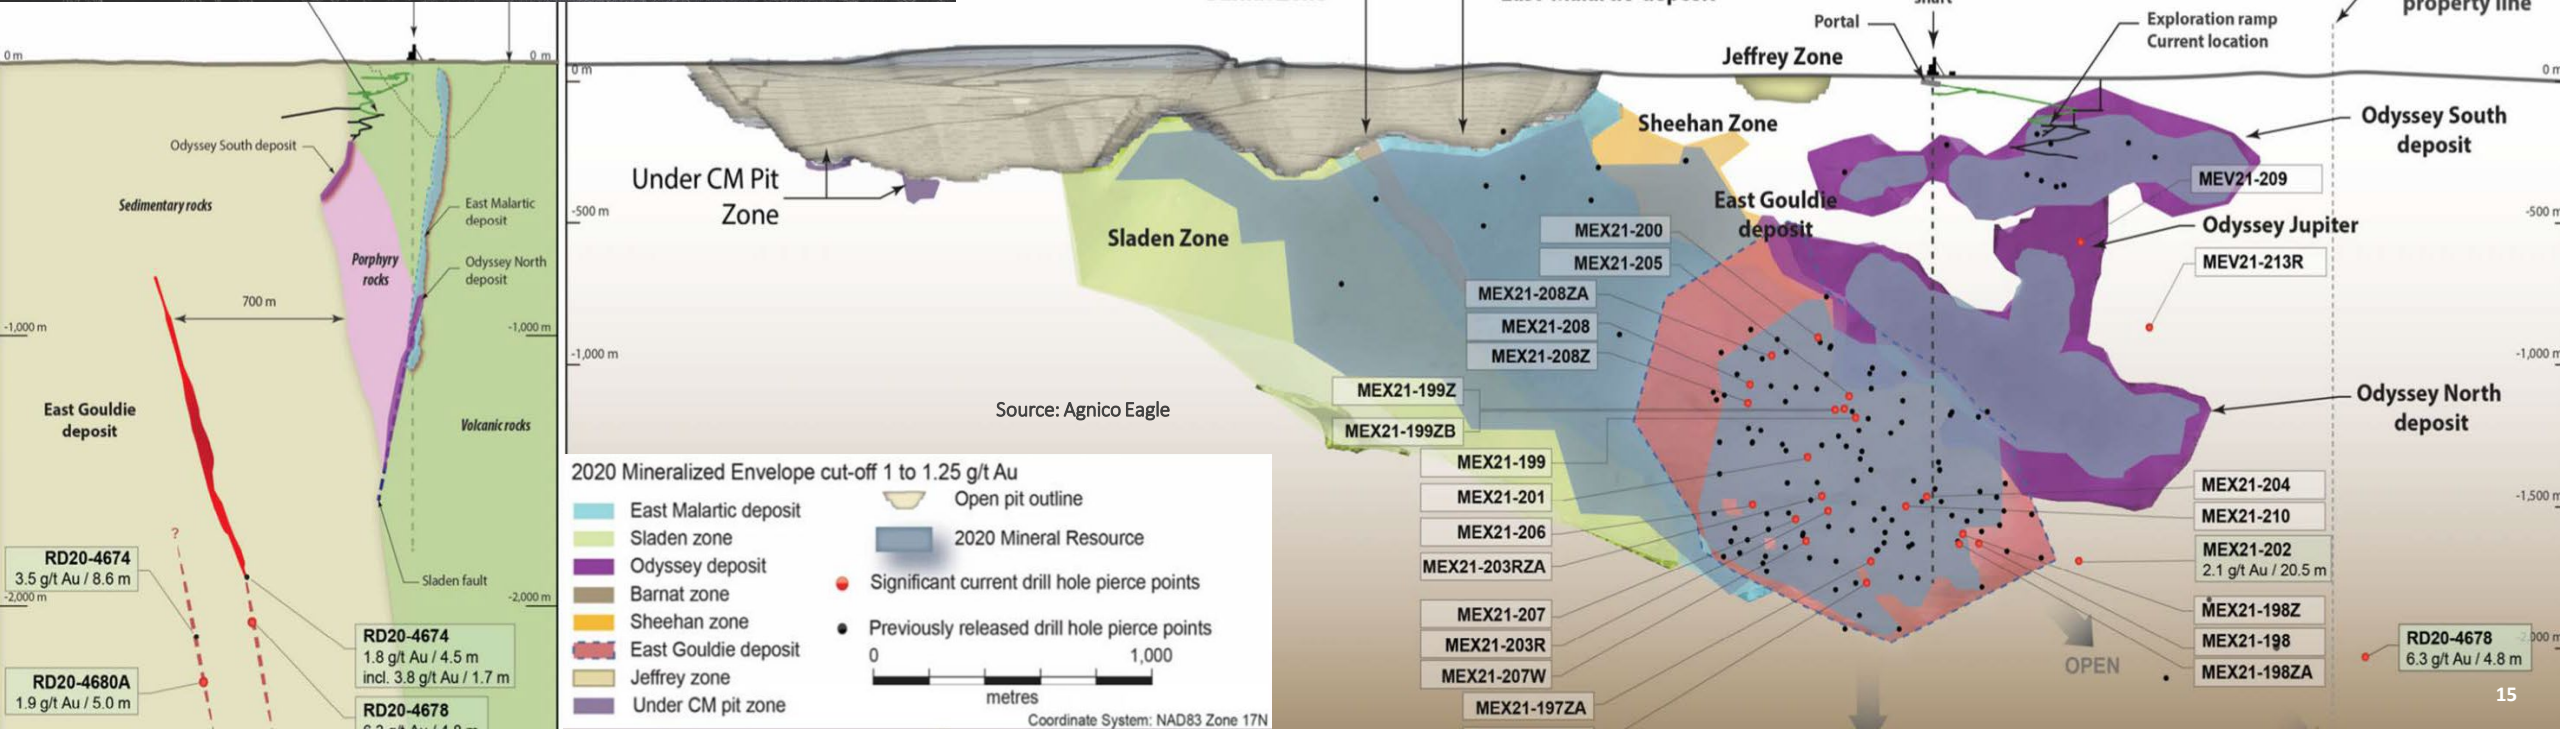 0 m
0 m
Odyssey South deposit
Sedimentary rocks
East Malartic
deposit
Porphyry
rocks
Odyssey North
deposit
700 m
-1,000 m
-1,000 m
East Gouldie
deposit
Volcanic rocks
?
RD20-4674
3.5 g/t Au / 8.6 m
Sladen fault
-2,000 m
-2,000 m
RD20-4674
1.8 g/t Au / 4.5 m
incl. 3.8 g/t Au / 1.7 m
RD20-4680A
1.9 g/t Au / 5.0 m
RD20-4678
property line
Portal
shaft
Exploration ramp
Current location
Jeffrey Zone
0 m
0 m
Sheehan Zone
Odyssey South
deposit
Under CM Pit
Zone
MEV21-209
East Gouldie
deposit
-500 m
-500 m
Sladen Zone
MEX21-200
Odyssey Jupiter
MEX21-205
MEV21-213R
MEX21-208ZA
MEX21-208
MEX21-208Z
-1,000 m
-1,000 m
MEX21-199Z
Source: Agnico Eagle
Odyssey North
deposit
MEX21-199ZB
MEX21-199
MEX21-201
MEX21-206
MEX21-203RZA
MEX21-207
MEX21-203R
MEX21-207W
MEX21-197ZA
MEX21-204
-1,500 m
MEX21-210
MEX21-202
2.1 g/t Au / 20.5 m
MEX21-198Z
MEX21-198
MEX21-198ZA
OPEN
RD20-4678
6.3 g/t Au / 4.8 m
15
2020 Mineralized Envelope cut-off 1 to 1.25 g/t Au
East Malartic deposit
Sladen zone
Odyssey deposit
Barnat zone
Sheehan zone
East Gouldie deposit
Jeffrey zone
Under CM pit zone
Open pit outline
2020 Mineral Resource
Significant current drill hole pierce points
Previously released drill hole pierce points
0 1,000
metres
Coordinate System: NAD83 Zone 17N